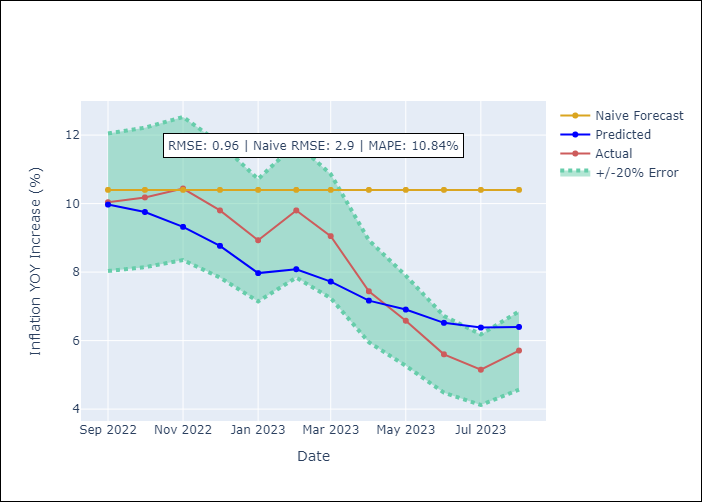 RMSE: 0.96 | Naive RMSE: 2.9 | MAPE: 10.84%
Naive Forecast
Predicted
Actual
+/-20% Error
Inflation YOY Increase (%)
12
10
8
6
4
Sep 2022
Nov 2022
Jan 2023
Mar 2023
May 2023
Jul 2023
Date